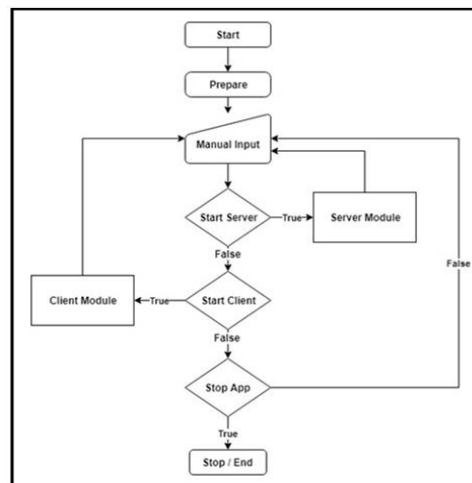 Start
Prepare
Manual Input
Start Server
True
Server Module
False
False
Client Module
True
Start Client
False
Stop App
True
Stop / End